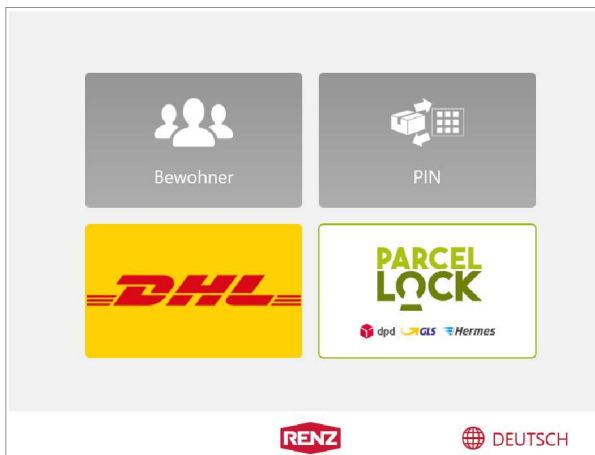 Bewohner
PIN
DHL
PARCEL
LOCK
dpd GLS Hermes
RENZ
DEUTSCH